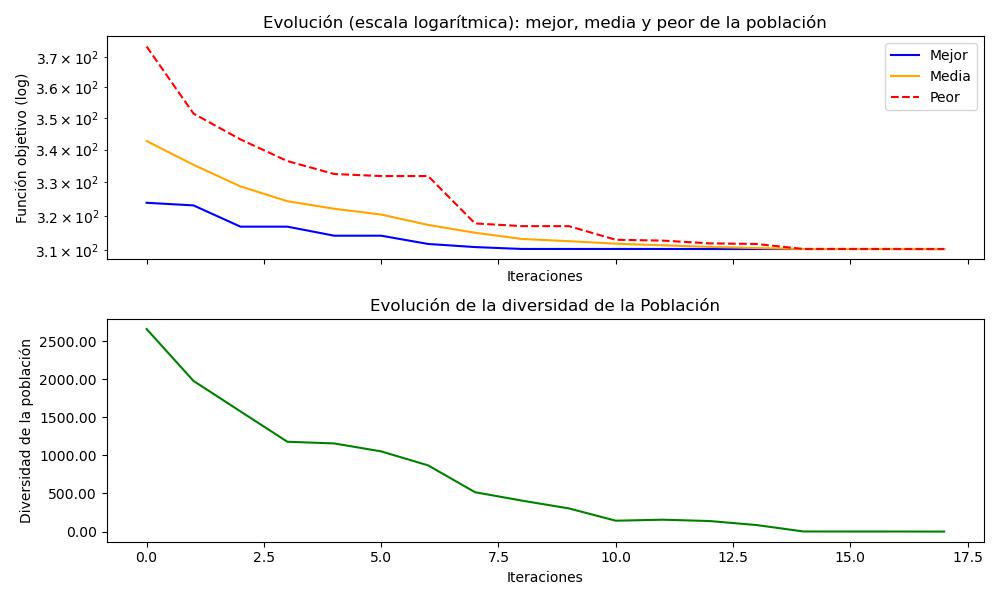 Evolución (escala logarítmica): mejor, media y peor de la población
Función objetivo (log)
3.7 × 10²
3.6 × 10²
3.5 × 10²
3.4 × 10²
3.3 × 10²
3.2 × 10²
3.1 × 10²
Mejor
Media
Peor
Iteraciones
Evolución de la diversidad de la Población
Diversidad de la población
2500.00
2000.00
1500.00
1000.00
500.00
0.00
0.0 2.5 5.0 7.5 10.0 12.5 15.0 17.5
Iteraciones